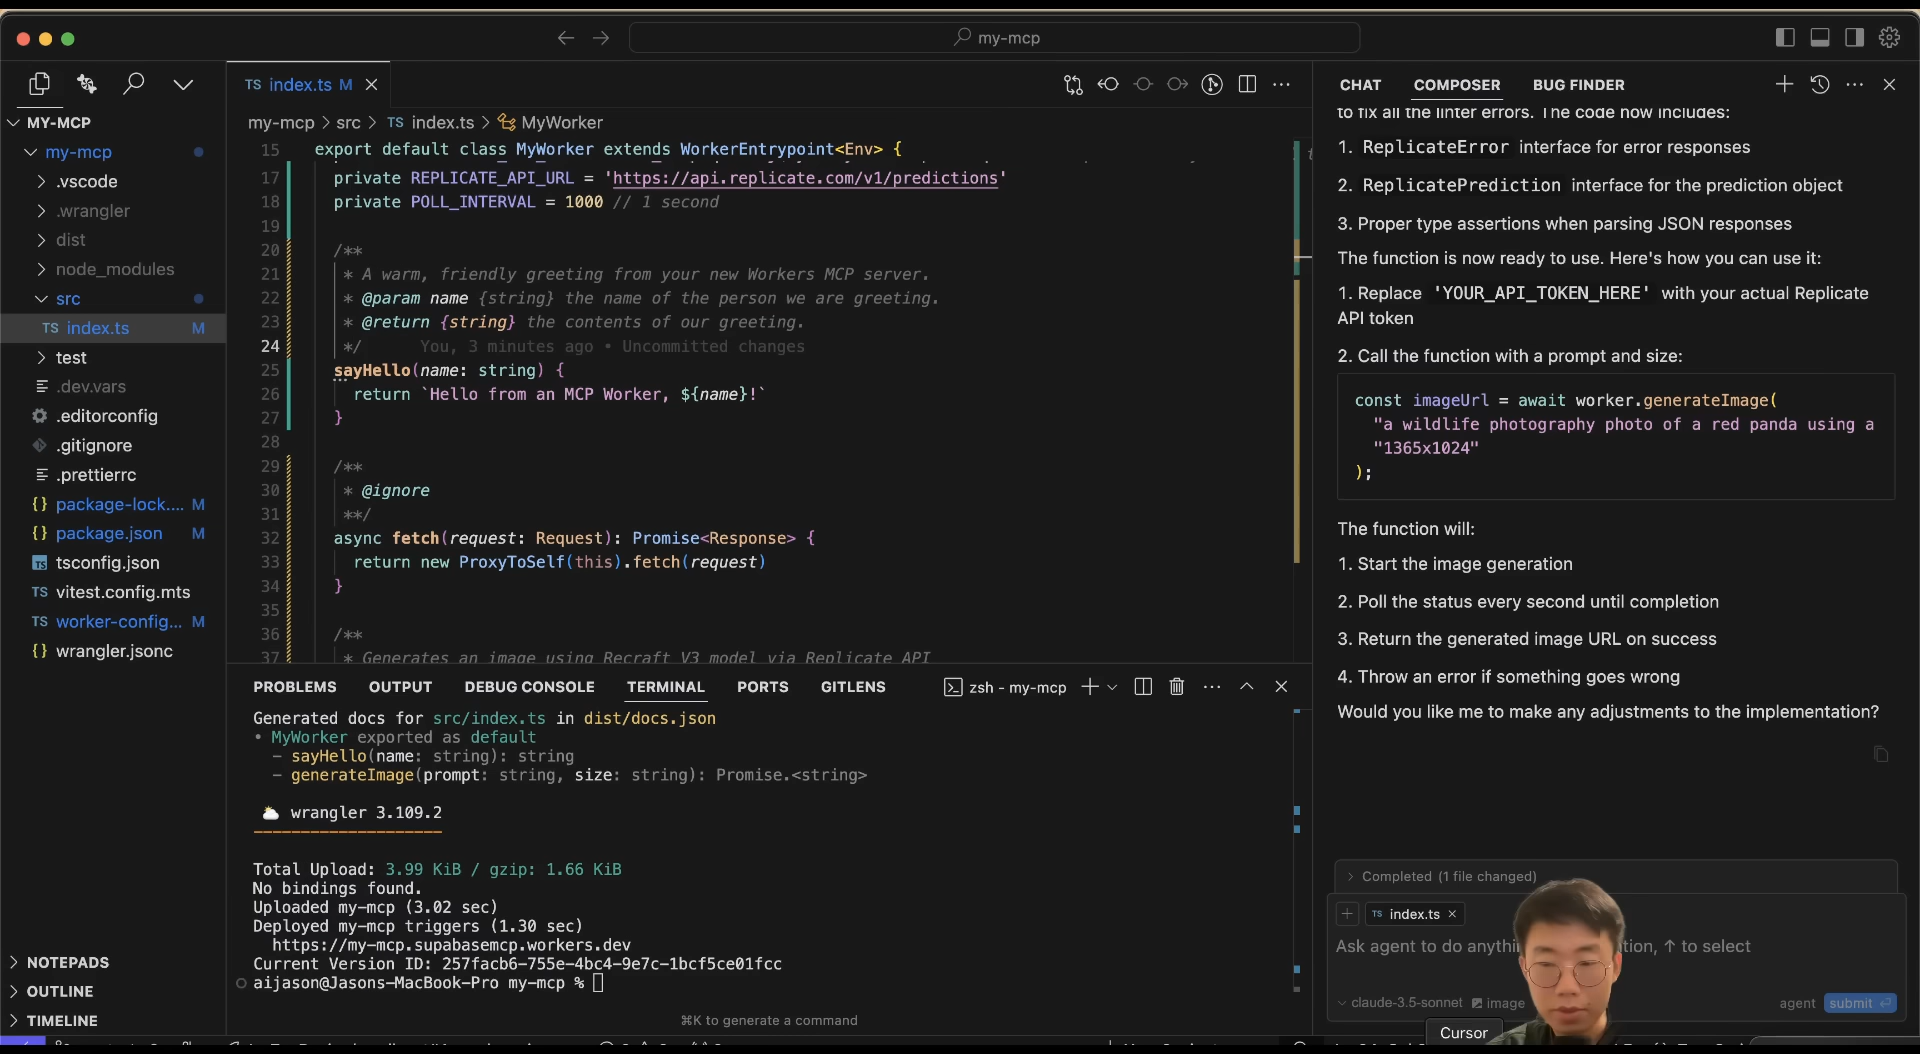 my-mcp
MY-MCP
my-mcp
.vscode
.wrangler
dist
node_modules
src
TS index.ts M
test
.dev.vars
.editorconfig
.gitignore
.prettierrc
{} package-lock.... M
{} package.json M
TS tsconfig.json
TS vitest.config.mts
TS worker-config... M
{} wrangler.jsonc
NOTEPADS
OUTLINE
TIMELINE
TS index.ts M
my-mcp > src > TS index.ts > MyWorker
15 export default class MyWorker extends WorkerEntrypoint<Env> {
17 private REPLICATE_API_URL = 'https://api.replicate.com/v1/predictions'
18 private POLL_INTERVAL = 1000 // 1 second
19
20 /**
21 * A warm, friendly greeting from your new Workers MCP server.
22 * @param name {string} the name of the person we are greeting.
23 * @return {string} the contents of our greeting.
24 */ You, 3 minutes ago • Uncommitted changes
25 sayHello(name: string) {
26 return `Hello from an MCP Worker, ${name}!`
27 }
28
29 /**
30 * @ignore
31 **/
32 async fetch(request: Request): Promise<Response> {
33 return new ProxyToSelf(this).fetch(request)
34 }
35
36 /**
37 * Generates an image using Recraft V3 model via Replicate API
PROBLEMS OUTPUT DEBUG CONSOLE TERMINAL PORTS GITLENS zsh - my-mcp
Generated docs for src/index.ts in dist/docs.json
• MyWorker exported as default
– sayHello(name: string): string
– generateImage(prompt: string, size: string): Promise.<string>
wrangler 3.109.2
Total Upload: 3.99 KiB / gzip: 1.66 KiB
No bindings found.
Uploaded my-mcp (3.02 sec)
Deployed my-mcp triggers (1.30 sec)
https://my-mcp.supabasemcp.workers.dev
Current Version ID: 257facb6-755e-4bc4-9e7c-1bcf5ce01fcc
aijason@Jasons-MacBook-Pro my-mcp %
⌘K to generate a command
CHAT COMPOSER BUG FINDER
to fix all the linter errors. The code now includes:
1. ReplicateError interface for error responses
2. ReplicatePrediction interface for the prediction object
3. Proper type assertions when parsing JSON responses
The function is now ready to use. Here's how you can use it:
1. Replace 'YOUR_API_TOKEN_HERE' with your actual Replicate
API token
2. Call the function with a prompt and size:
const imageUrl = await worker.generateImage(
"a wildlife photography photo of a red panda using a
"1365x1024"
);
The function will:
1. Start the image generation
2. Poll the status every second until completion
3. Return the generated image URL on success
4. Throw an error if something goes wrong
Would you like me to make any adjustments to the implementation?
Completed (1 file changed)
TS index.ts
Ask agent to do ↑ to select
claude-3.5-sonnet image agent submit
Cursor